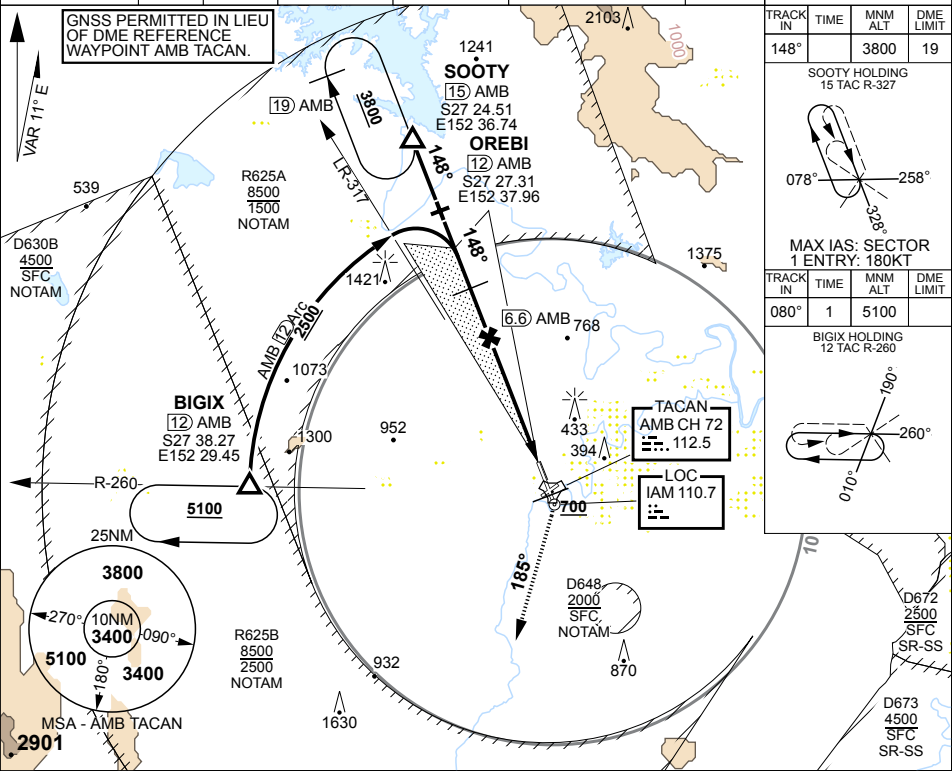 GNSS PERMITTED IN LIEU
OF DME REFERENCE
WAYPOINT AMB TACAN.
VAR 11° E
2103
1000
1241
SOOTY
15 AMB
S27 24.51
E152 36.74
19 AMB
3800
148°
OREBI
12 AMB
S27 27.31
E152 37.96
LR-317
148°
539
R625A
8500
1500
NOTAM
D630B
4500
SFC
NOTAM
1421
1375
AMB 12 Arc
2500
6.6 AMB
768
1073
BIGIX
12 AMB
S27 38.27
E152 29.45
1300
952
433
394
TACAN
AMB CH 72
112.5
LOC
IAM 110.7
R-260
5100
700
185°
10
25NM
3800
270°
10NM
3400
090°
5100
180°
3400
MSA - AMB TACAN
2901
R625B
8500
2500
NOTAM
932
1630
D648
2000
SFC
NOTAM
870
D672
2500
SFC
SR-SS
D673
4500
SFC
SR-SS
TRACK IN TIME MNM ALT DME LIMIT
148° 3800 19
SOOTY HOLDING
15 TAC R-327
078° 258°
328°
MAX IAS: SECTOR
1 ENTRY: 180KT
TRACK IN TIME MNM ALT DME LIMIT
080° 1 5100
BIGIX HOLDING
12 TAC R-260
190°
260°
010°